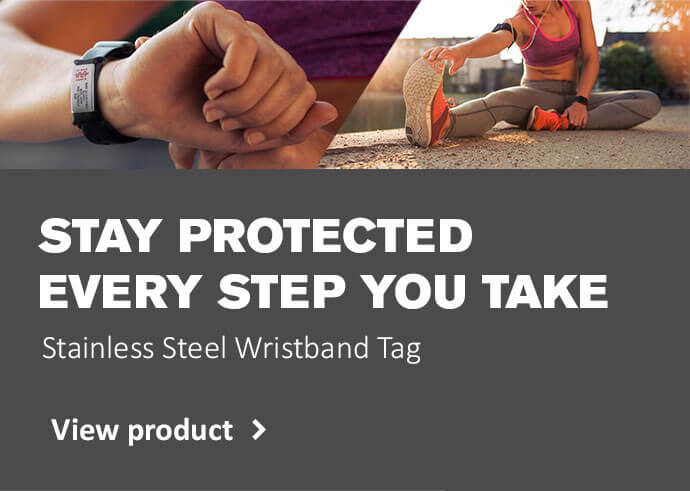 STAY PROTECTED
EVERY STEP YOU TAKE
Stainless Steel Wristband Tag
View product